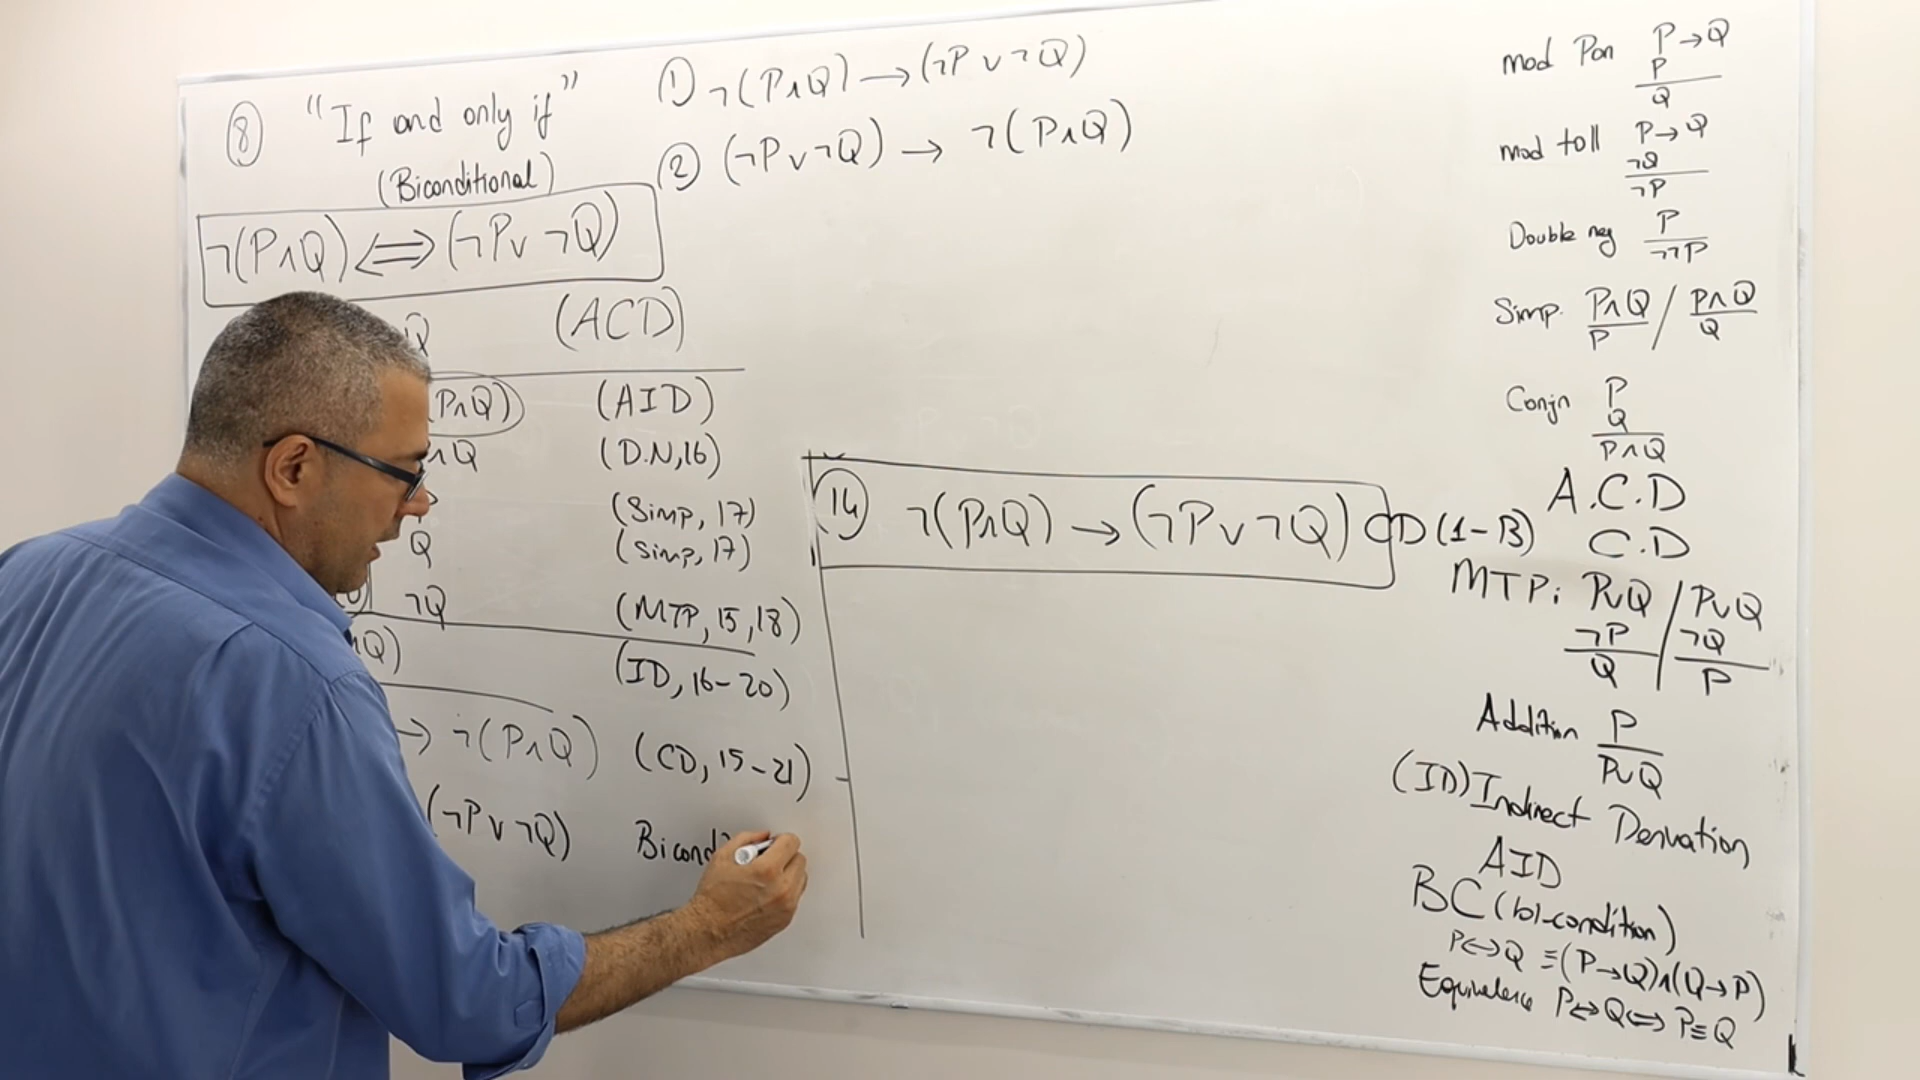 ⑧ "If and only if"
(Biconditional)
¬(P∧Q) ⟺ (¬P∨ ¬Q)
① ¬(P∧Q) → (¬P ∨ ¬Q)
② (¬P∨¬Q) → ¬(P∧Q)
Q (ACD)
(P∧Q) (AID)
∧Q (D.N,16)
(Simp, 17)
Q (Simp, 17)
¬Q (MTP, 15, 18)
Q) (ID, 16-20)
→ ¬(P∧Q) (CD, 15-21)
(¬P∨¬Q) Bicond
⑭ ¬(P∧Q) → (¬P∨¬Q) CD (1-13)
mod Pon P→Q
P
Q
mod toll P→Q
¬Q
¬P
Double neg P
¬¬P
Simp. P∧Q / P∧Q
P Q
Conjn P
Q
P∧Q
A.C.D
C.D
MTP: P∨Q / P∨Q
¬P ¬Q
Q P
Addition P
P∨Q
(ID) Indirect Derivation
AID
BC (bi-condition)
P↔Q ≡ (P→Q)∧(Q→P)
Equivalence P↔Q ⟺ P≡Q